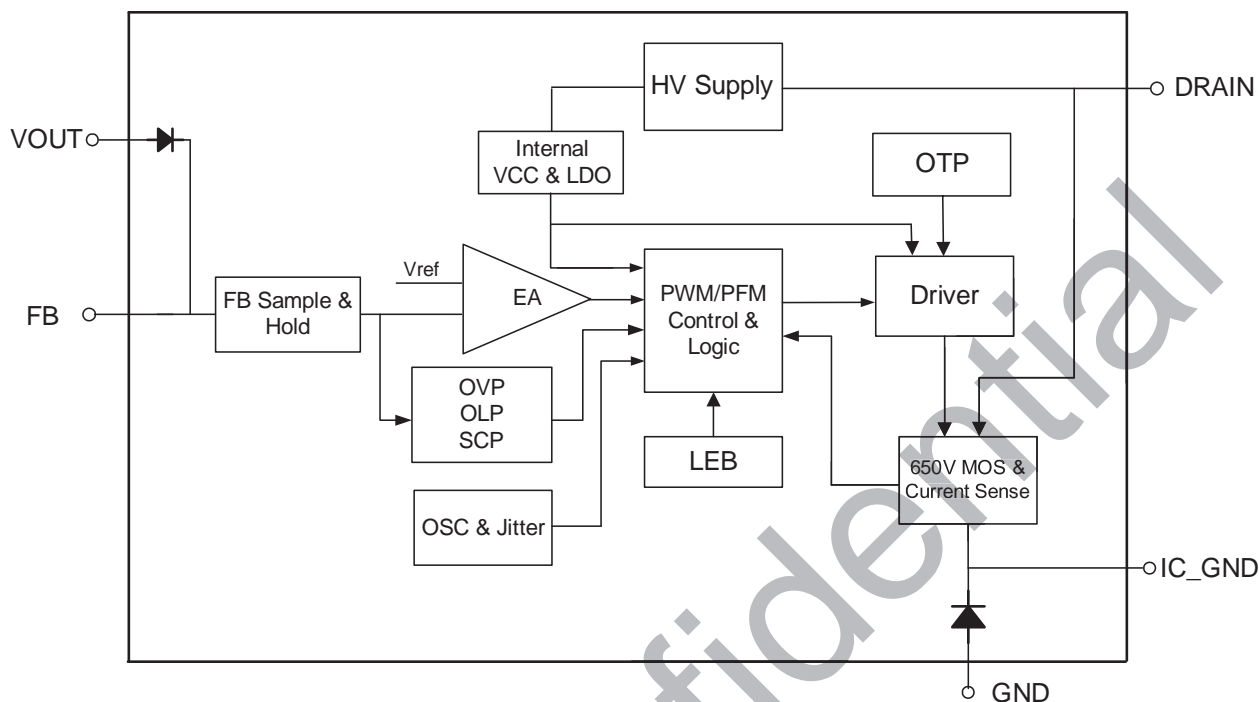 HV Supply
DRAIN
VOUT
Internal
VCC & LDO
OTP
Vref
EA
FB
FB Sample &
Hold
PWM/PFM
Control &
Logic
Driver
OVP
OLP
SCP
LEB
650V MOS &
Current Sense
OSC & Jitter
IC_GND
GND
fidential